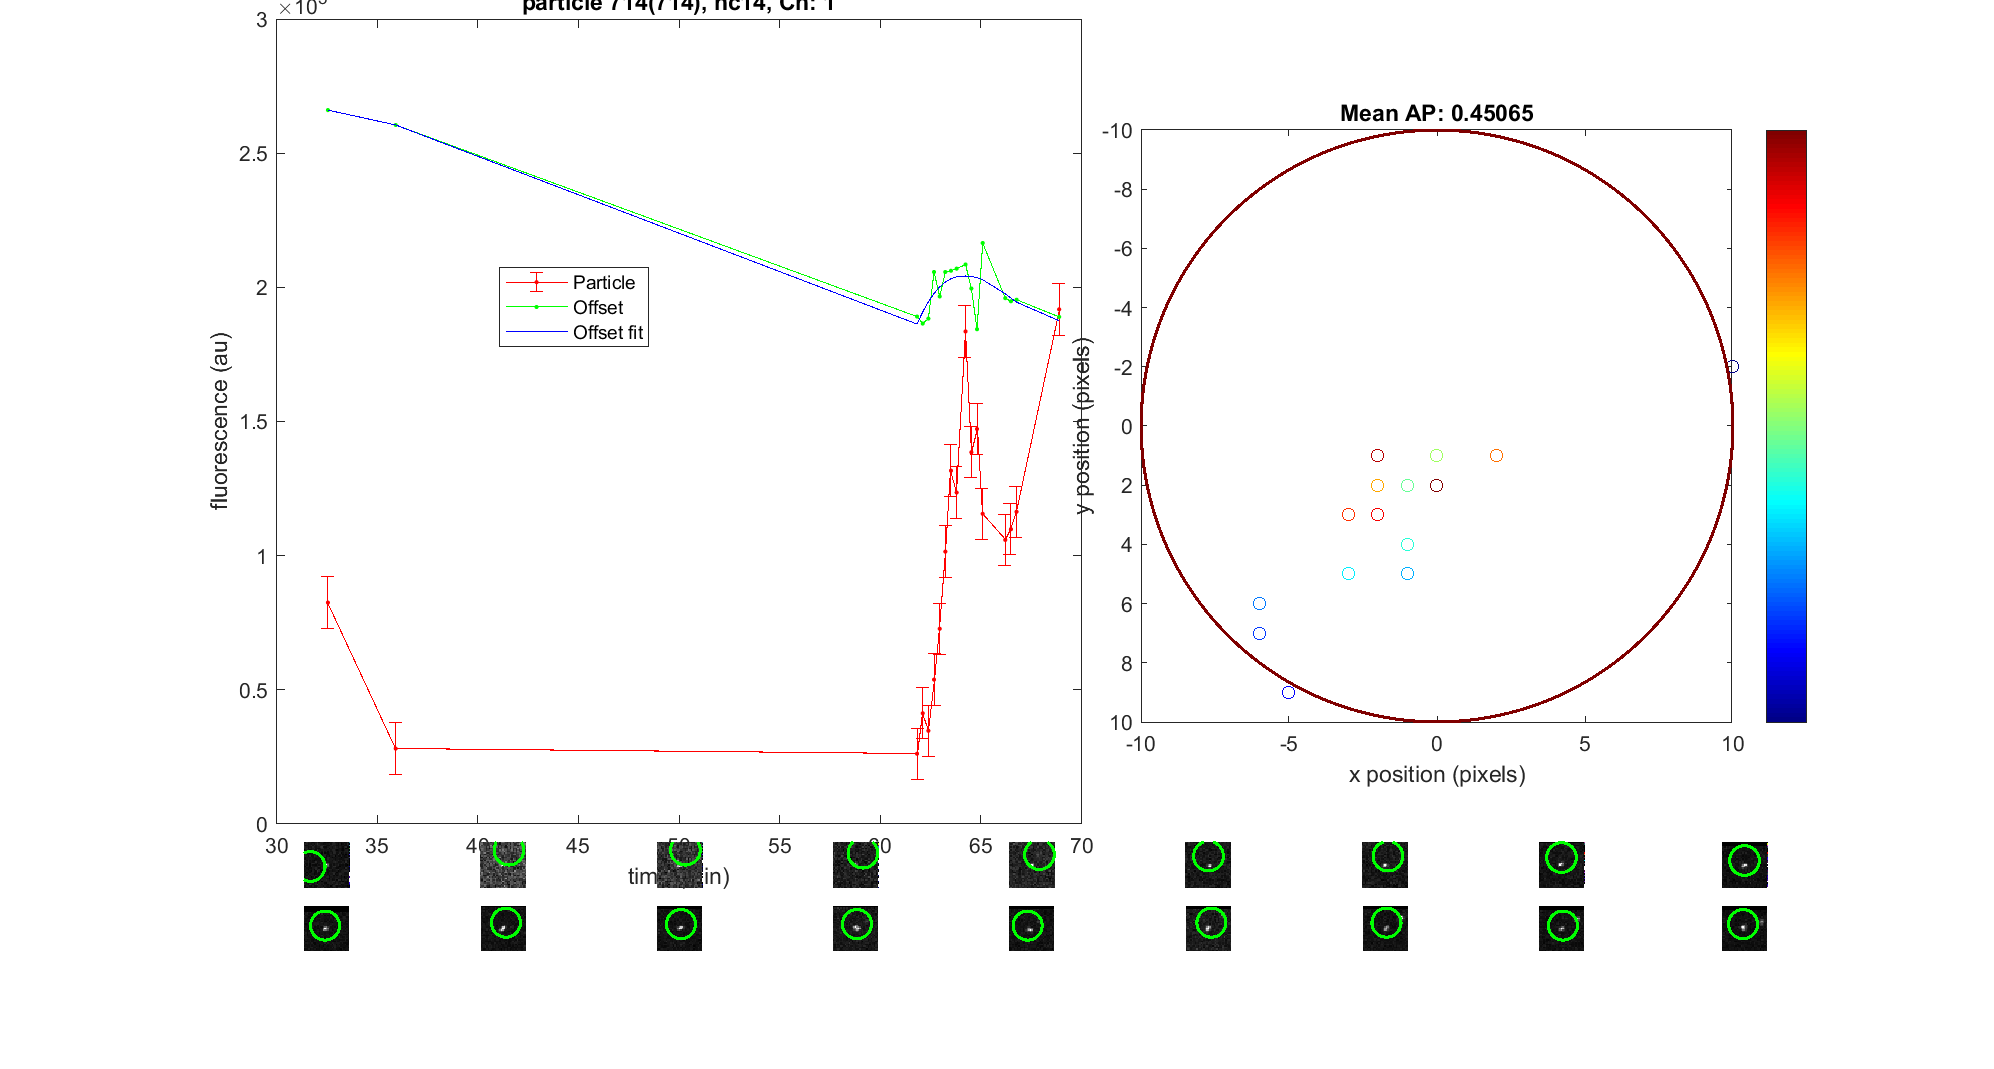 particle 714(714), nc14, Ch: 1
×10
3
2.5
2
1.5
1
0.5
0
fluorescence (au)
30 35 40 45 50 55 60 65 70
Particle
Offset
Offset fit
Mean AP: 0.45065
-10
-8
-6
-4
-2
0
2
4
6
8
10
y position (pixels)
-10 -5 0 5 10
x position (pixels)